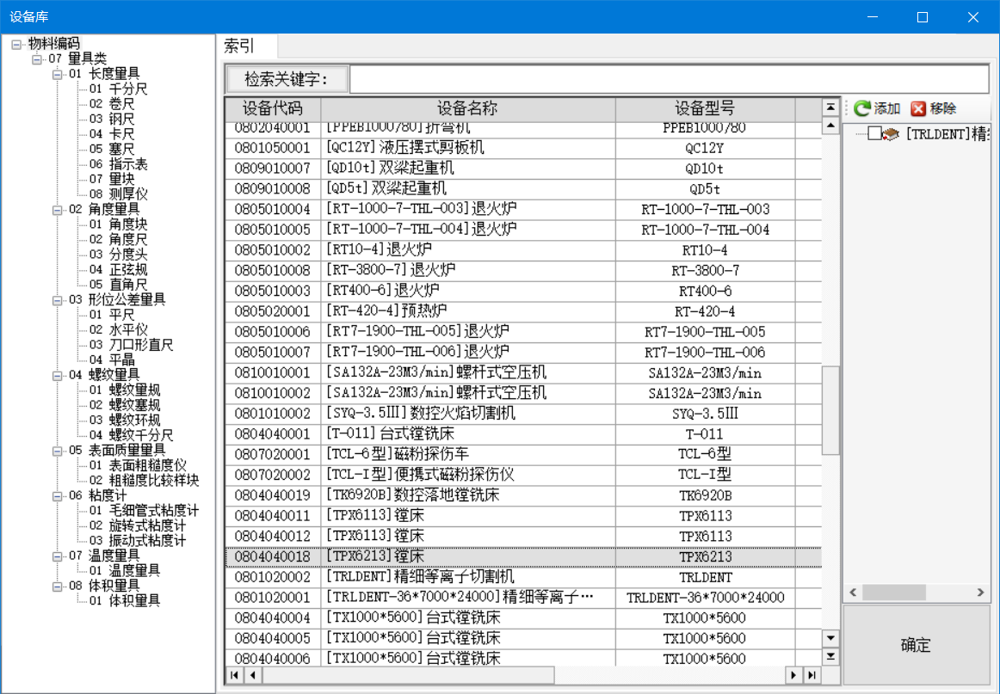 设备库
物料编码
07 量具类
01 长度量具
01 千分尺
02 卷尺
03 钢尺
04 卡尺
05 塞尺
06 指示表
07 量块
08 测厚仪
02 角度量具
01 角度块
02 角度尺
03 分度头
04 正弦规
05 直角尺
03 形位公差量具
01 平尺
02 水平仪
03 刀口形直尺
04 平晶
04 螺纹量具
01 螺纹量规
02 螺纹塞规
03 螺纹环规
04 螺纹千分尺
05 表面质量量具
01 表面粗糙度仪
02 粗糙度比较样块
06 粘度计
01 毛细管式粘度计
02 旋转式粘度计
03 振动式粘度计
07 温度量具
01 温度量具
08 体积量具
01 体积量具
索引
检索关键字:
设备代码 设备名称 设备型号
0802040001 [PPEB1000/80]折弯机 PPEB1000/80
0801050001 [QC12Y]液压摆式剪板机 QC12Y
0809010007 [QD10t]双梁起重机 QD10t
0809010008 [QD5t]双梁起重机 QD5t
0805010004 [RT-1000-7-THL-003]退火炉 RT-1000-7-THL-003
0805010005 [RT-1000-7-THL-004]退火炉 RT-1000-7-THL-004
0805010002 [RT10-4]退火炉 RT10-4
0805010008 [RT-3800-7]退火炉 RT-3800-7
0805010003 [RT400-6]退火炉 RT400-6
0805020001 [RT-420-4]预热炉 RT-420-4
0805010006 [RT7-1900-THL-005]退火炉 RT7-1900-THL-005
0805010007 [RT7-1900-THL-006]退火炉 RT7-1900-THL-006
0810010001 [SA132A-23M3/min]螺杆式空压机 SA132A-23M3/min
0810010002 [SA132A-23M3/min]螺杆式空压机 SA132A-23M3/min
0801010002 [SYQ-3.5Ⅲ]数控火焰切割机 SYQ-3.5Ⅲ
0804040001 [T-011]台式镗铣床 T-011
0807020001 [TCL-6型]磁粉探伤车 TCL-6型
0807020002 [TCL-I型]便携式磁粉探伤仪 TCL-I型
0804040019 [TK6920B]数控落地镗铣床 TK6920B
0804040011 [TPX6113]镗床 TPX6113
0804040012 [TPX6113]镗床 TPX6113
0804040018 [TPX6213]镗床 TPX6213
0801020002 [TRLDENT]精细等离子切割机 TRLDENT
0801020001 [TRLDENT-36*7000*24000]精细等离子… TRLDENT-36*7000*24000
0804040004 [TX1000*5600]台式镗铣床 TX1000*5600
0804040005 [TX1000*5600]台式镗铣床 TX1000*5600
0804040006 [TX1000*5600]台式镗铣床 TX1000*5600
添加 移除
[TRLDENT]精
确定